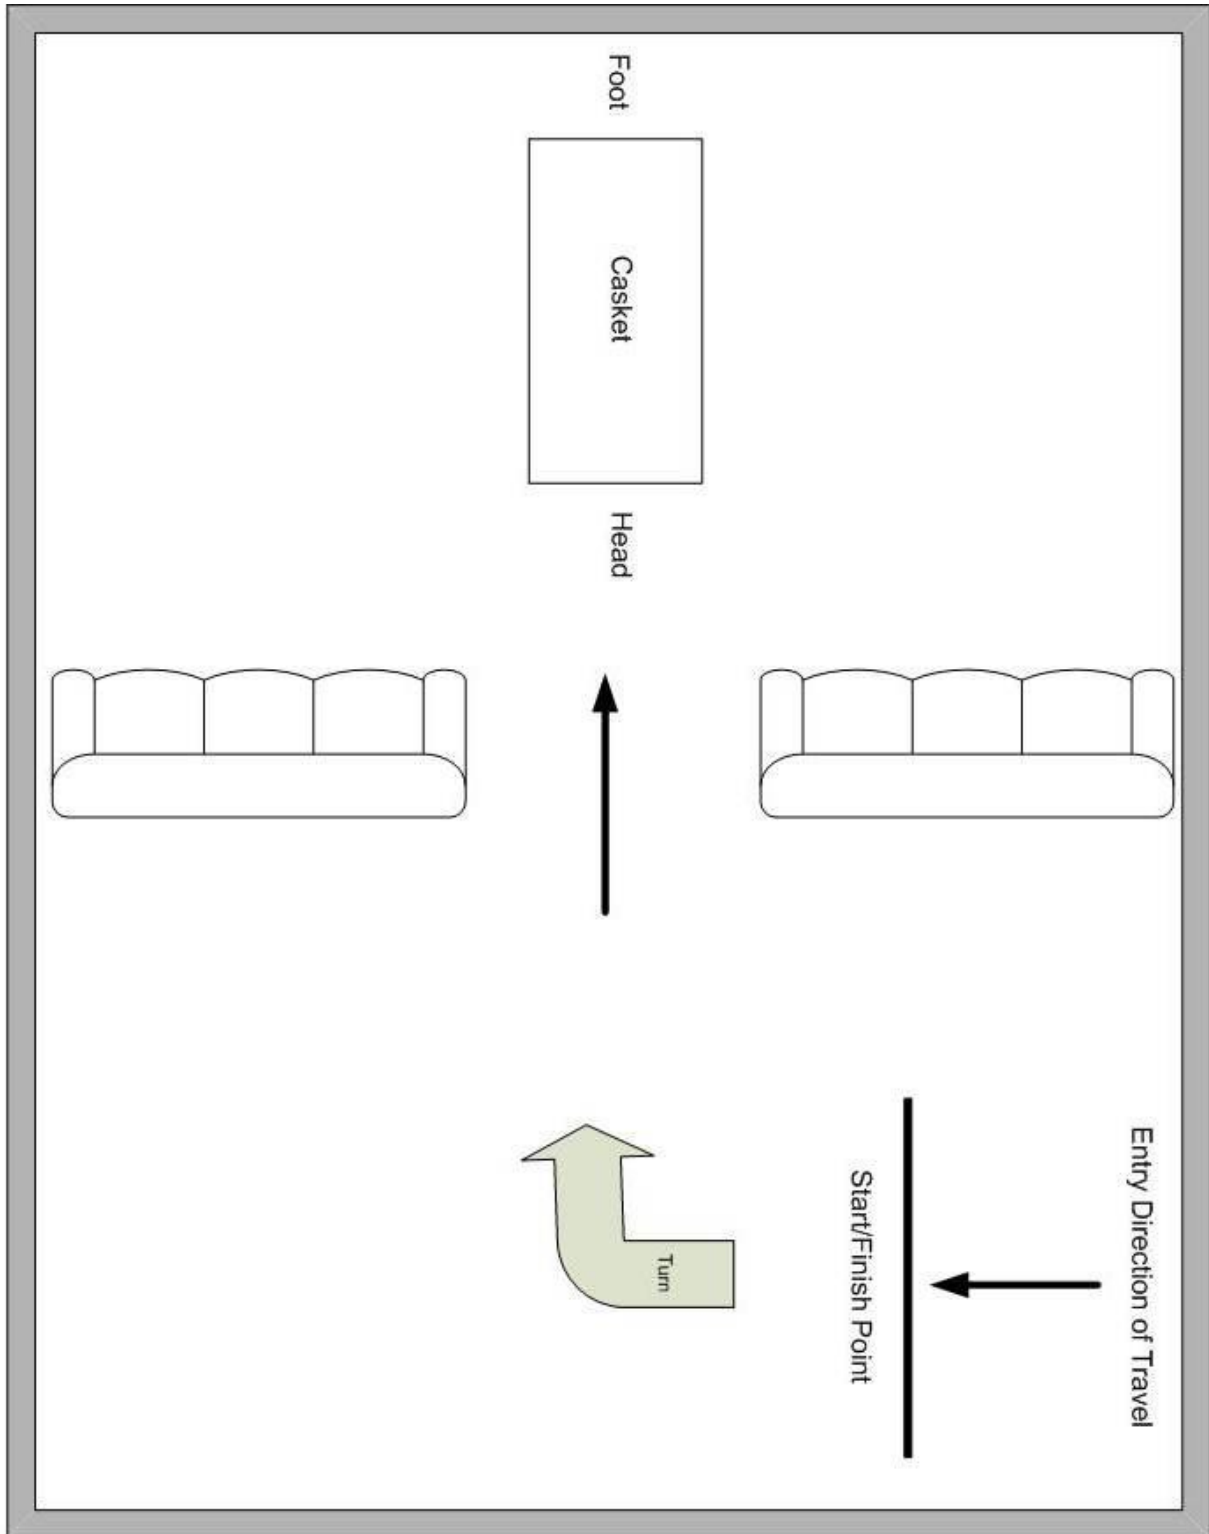 Entry Direction of Travel
Start/Finish Point
Turn
Foot
Casket
Head